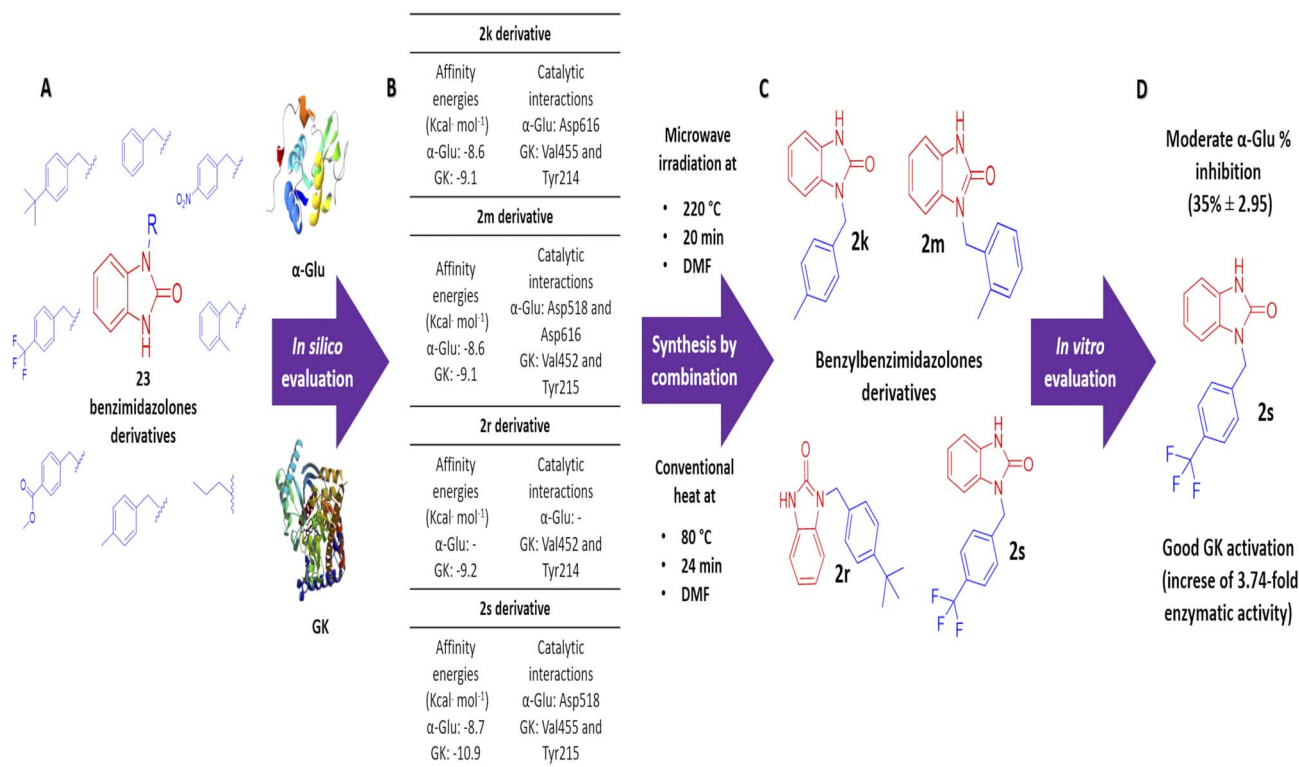 A
O₂N
R
N
O
N
H
F
F
F
O
O
23
benzimidazolones
derivatives
α-Glu
In silico
evaluation
GK
B
2k derivative
Affinity
energies
(Kcal· mol⁻¹)
α-Glu: -8.6
GK: -9.1
Catalytic
interactions
α-Glu: Asp616
GK: Val455 and
Tyr214
2m derivative
Affinity
energies
(Kcal· mol⁻¹)
α-Glu: -8.6
GK: -9.1
Catalytic
interactions
α-Glu: Asp518 and
Asp616
GK: Val452 and
Tyr215
2r derivative
Affinity
energies
(Kcal· mol⁻¹)
α-Glu: -
GK: -9.2
Catalytic
interactions
α-Glu: -
GK: Val452 and
Tyr214
2s derivative
Affinity
energies
(Kcal· mol⁻¹)
α-Glu: -8.7
GK: -10.9
Catalytic
interactions
α-Glu: Asp518
GK: Val455 and
Tyr215
Microwave
irradiation at
• 220 °C
• 20 min
• DMF
Synthesis by
combination
Conventional
heat at
• 80 °C
• 24 min
• DMF
C
H
N
O
N
2k
H
N
O
N
2m
Benzylbenzimidazolones
derivatives
O
HN
N
2r
H
N
O
N
F
F
F
2s
In vitro
evaluation
D
Moderate α-Glu %
inhibition
(35% ± 2.95)
H
N
O
N
2s
F
F
F
Good GK activation
(increse of 3.74-fold
enzymatic activity)